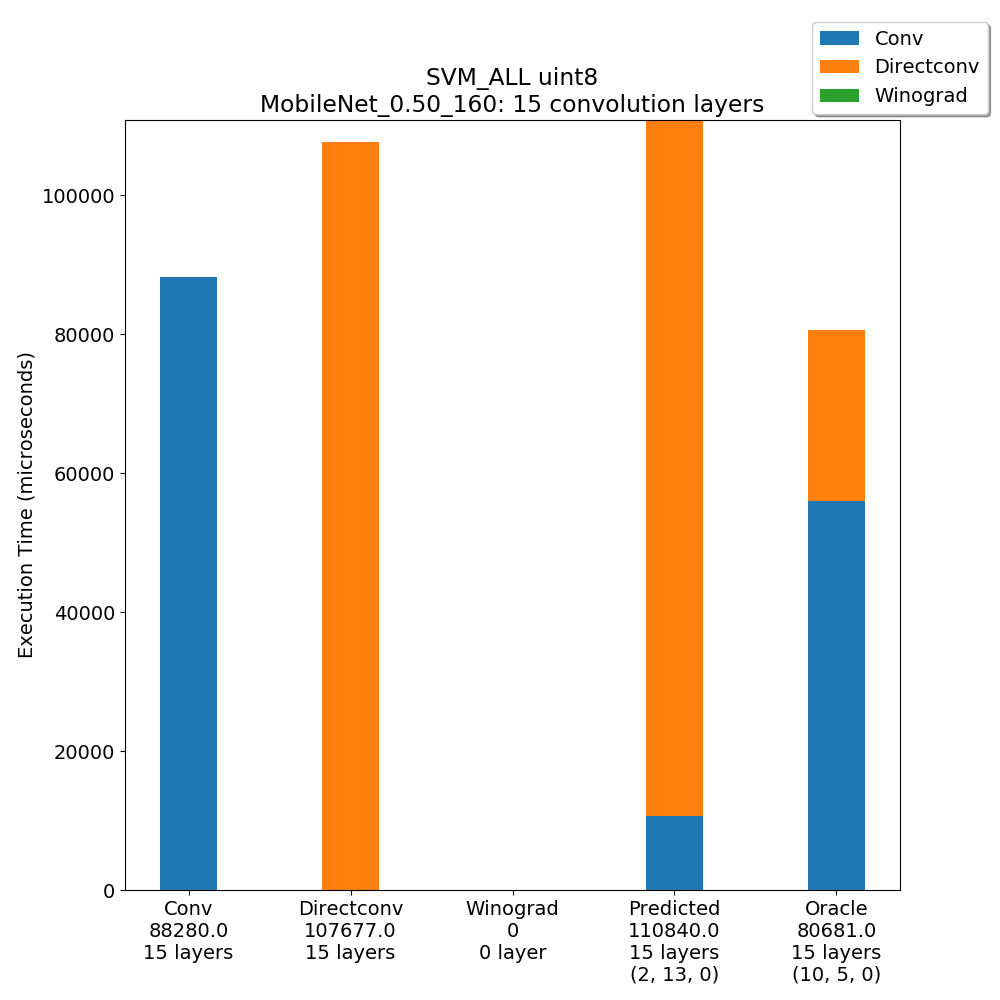 Conv
Directconv
Winograd
SVM_ALL uint8
MobileNet_0.50_160: 15 convolution layers
Execution Time (microseconds)
100000
80000
60000
40000
20000
0
Conv
88280.0
15 layers
Directconv
107677.0
15 layers
Winograd
0
0 layer
Predicted
110840.0
15 layers
(2, 13, 0)
Oracle
80681.0
15 layers
(10, 5, 0)